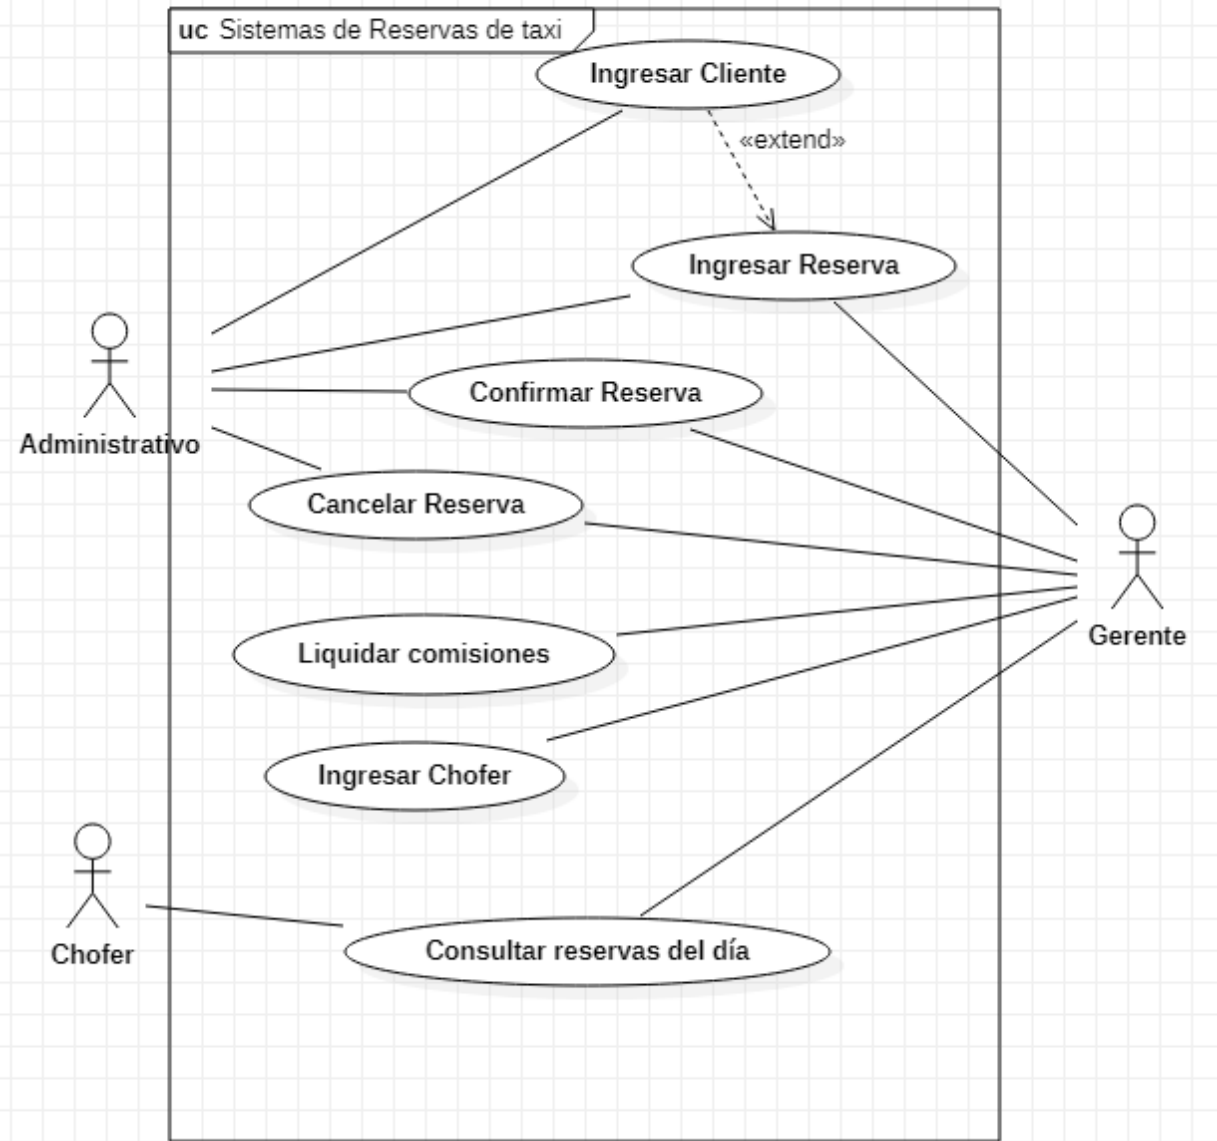 uc Sistemas de Reservas de taxi
Ingresar Cliente
«extend»
Ingresar Reserva
Confirmar Reserva
Administrativo
Cancelar Reserva
Gerente
Liquidar comisiones
Ingresar Chofer
Chofer
Consultar reservas del día